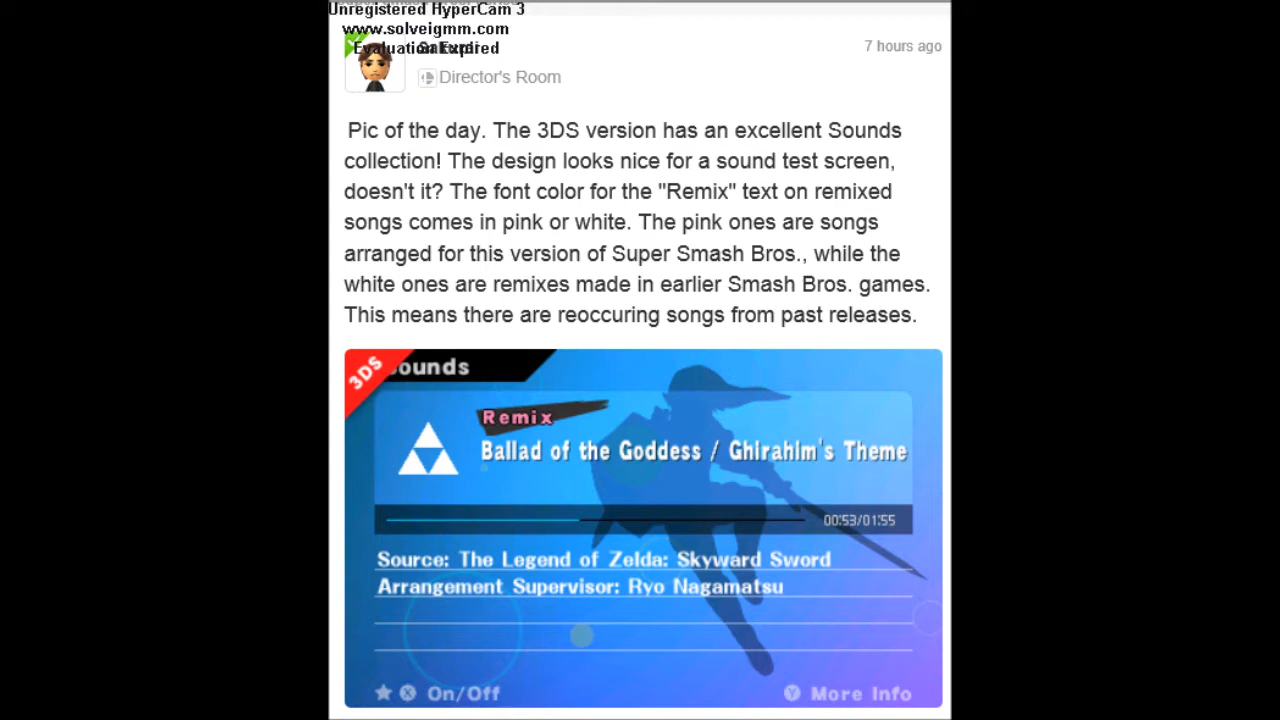 Unregistered HyperCam 3
www.solveigmm.com
Evaluation Expired
7 hours ago
Director's Room
Pic of the day. The 3DS version has an excellent Sounds
collection! The design looks nice for a sound test screen,
doesn't it? The font color for the "Remix" text on remixed
songs comes in pink or white. The pink ones are songs
arranged for this version of Super Smash Bros., while the
white ones are remixes made in earlier Smash Bros. games.
This means there are reoccuring songs from past releases.
3DS
Sounds
Remix
Ballad of the Goddess / Ghirahim's Theme
00:53/01:55
Source: The Legend of Zelda: Skyward Sword
Arrangement Supervisor: Ryo Nagamatsu
★ X On/Off
Y More Info